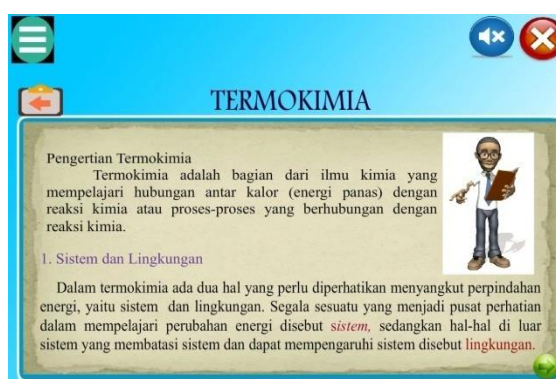 TERMOKIMIA
Pengertian Termokimia
Termokimia adalah bagian dari ilmu kimia yang
mempelajari hubungan antar kalor (energi panas) dengan
reaksi kimia atau proses-proses yang berhubungan dengan
reaksi kimia.
1. Sistem dan Lingkungan
Dalam termokimia ada dua hal yang perlu diperhatikan menyangkut perpindahan
energi, yaitu sistem dan lingkungan. Segala sesuatu yang menjadi pusat perhatian
dalam mempelajari perubahan energi disebut sistem, sedangkan hal-hal di luar
sistem yang membatasi sistem dan dapat mempengaruhi sistem disebut lingkungan.